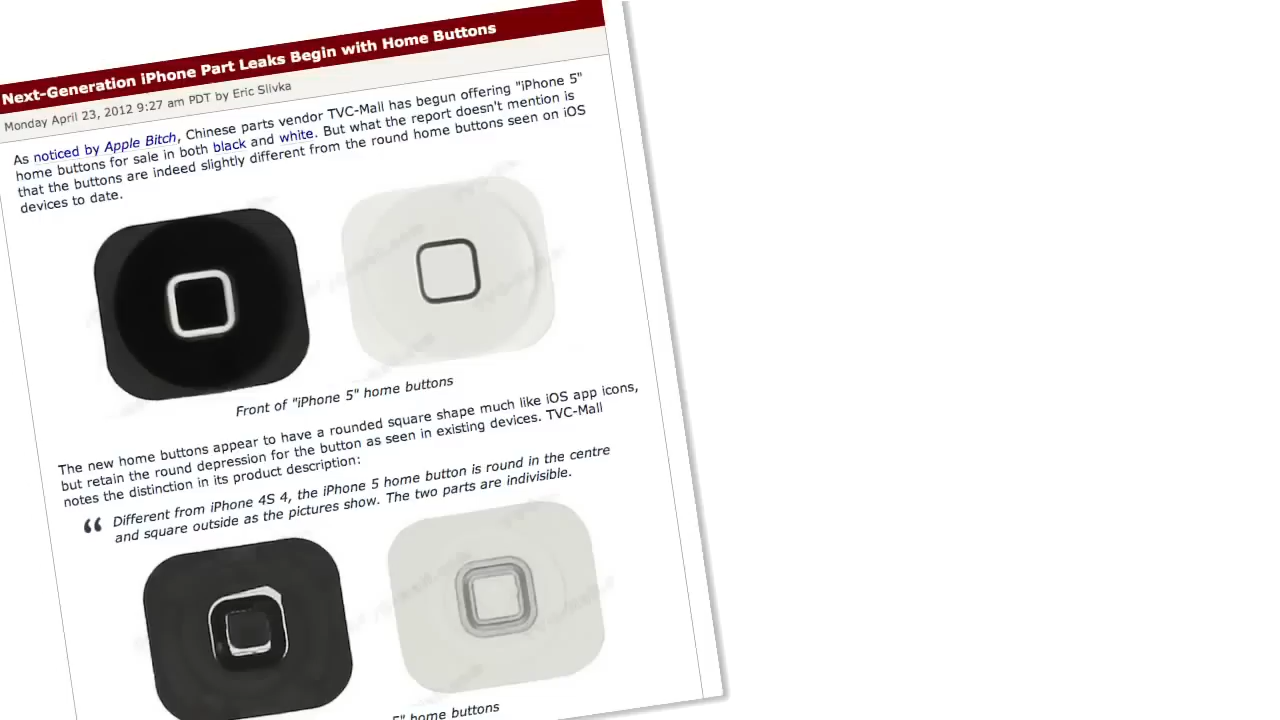 Next-Generation iPhone Part Leaks Begin with Home Buttons
Monday April 23, 2012 9:27 am PDT by Eric Slivka
As noticed by Apple Bitch, Chinese parts vendor TVC-Mall has begun offering "iPhone 5"
home buttons for sale in both black and white. But what the report doesn't mention is
that the buttons are indeed slightly different from the round home buttons seen on iOS
devices to date.
Front of "iPhone 5" home buttons
The new home buttons appear to have a rounded square shape much like iOS app icons,
but retain the round depression for the button as seen in existing devices. TVC-Mall
notes the distinction in its product description:
“ Different from iPhone 4S 4, the iPhone 5 home button is round in the centre
and square outside as the pictures show. The two parts are indivisible.
5" home buttons